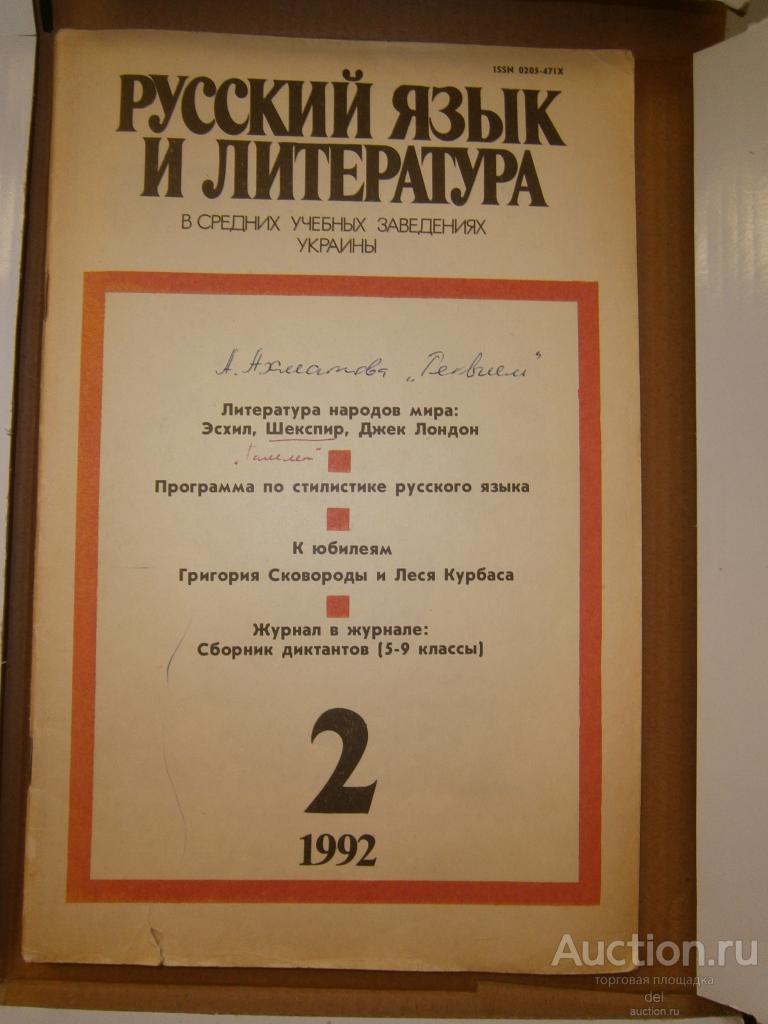 ISSN 0205-471X
РУССКИЙ ЯЗЫК
И ЛИТЕРАТУРА
В СРЕДНИХ УЧЕБНЫХ ЗАВЕДЕНИЯХ
УКРАИНЫ
А. Ахматова „Реквием"
Литература народов мира:
Эсхил, Шекспир, Джек Лондон
„Гамлет"
Программа по стилистике русского языка
К юбилеям
Григория Сковороды и Леся Курбаса
Журнал в журнале:
Сборник диктантов (5-9 классы)
2
1992
Auction.ru
торговая площадка
del
auction.ru